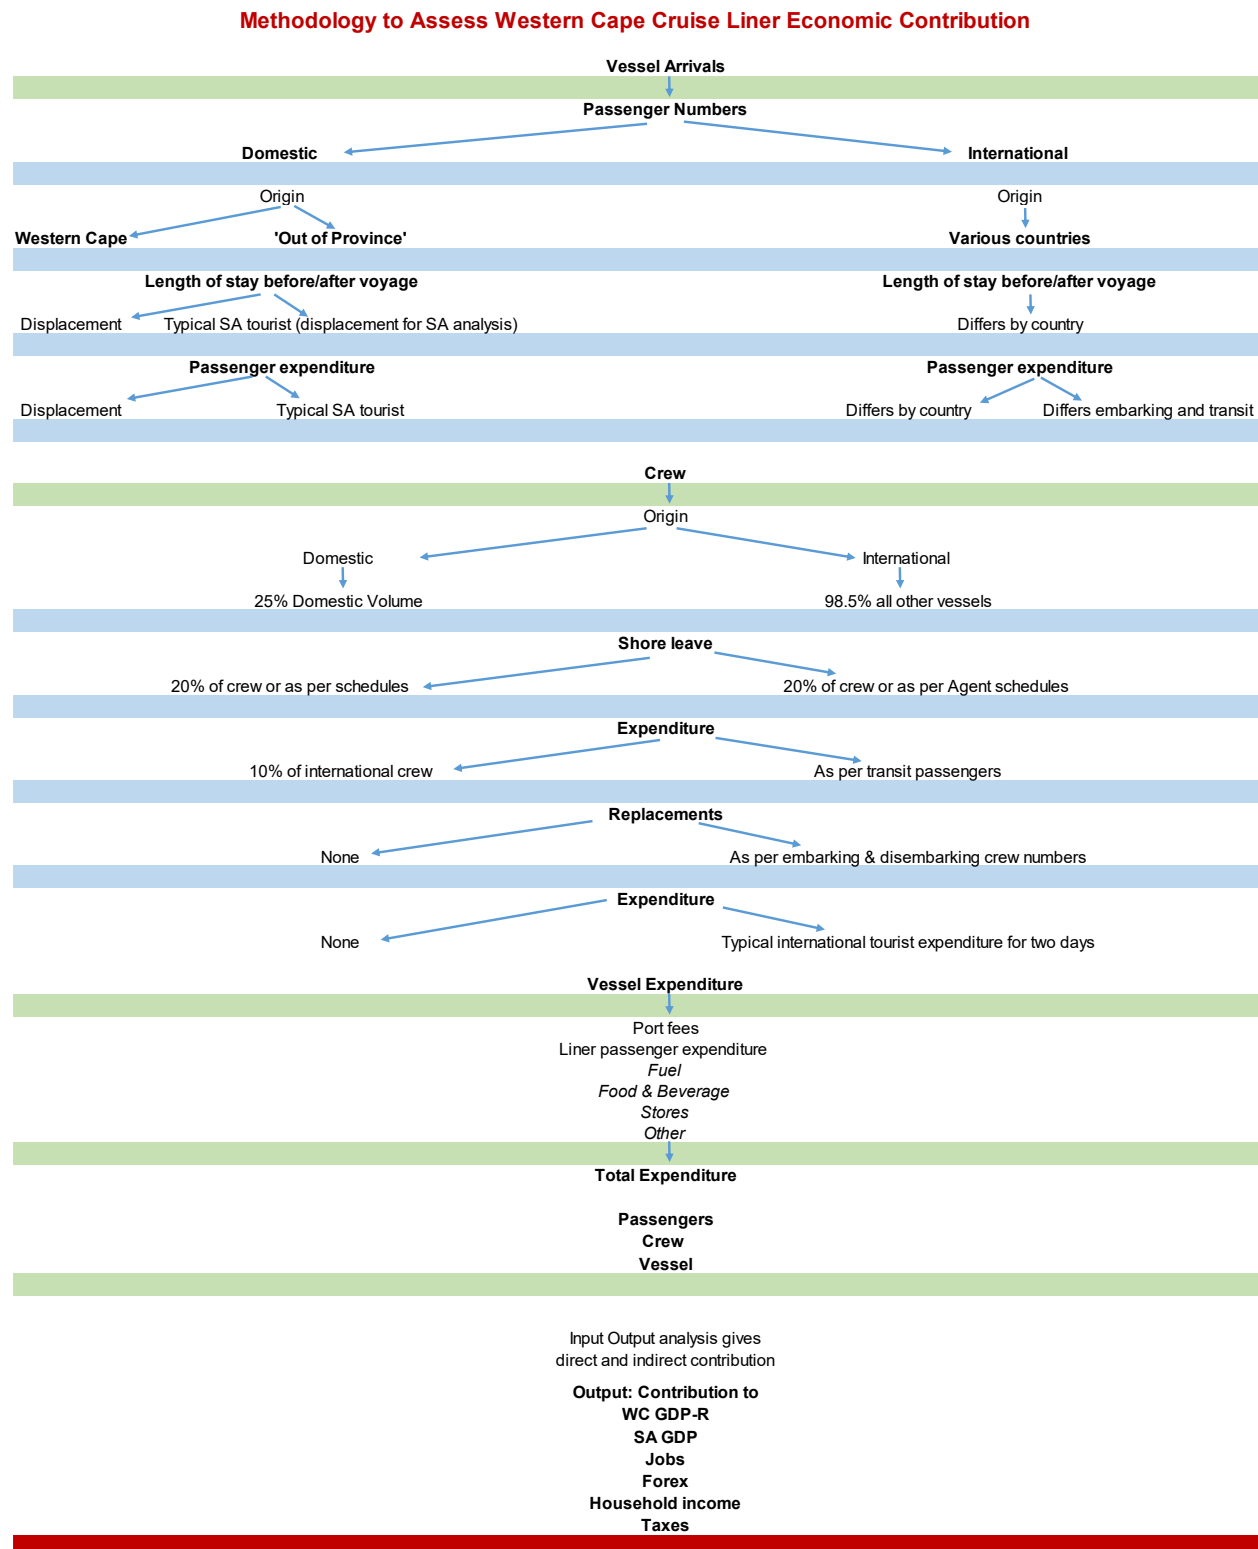 Methodology to Assess Western Cape Cruise Liner Economic Contribution
Vessel Arrivals
Passenger Numbers
Domestic International
Origin Origin
Western Cape 'Out of Province' Various countries
Length of stay before/after voyage Length of stay before/after voyage
Displacement Typical SA tourist (displacement for SA analysis) Differs by country
Passenger expenditure Passenger expenditure
Displacement Typical SA tourist Differs by country Differs embarking and transit
Crew
Origin
Domestic International
25% Domestic Volume 98.5% all other vessels
Shore leave
20% of crew or as per schedules 20% of crew or as per Agent schedules
Expenditure
10% of international crew As per transit passengers
Replacements
None As per embarking & disembarking crew numbers
Expenditure
None Typical international tourist expenditure for two days
Vessel Expenditure
Port fees
Liner passenger expenditure
Fuel
Food & Beverage
Stores
Other
Total Expenditure
Passengers
Crew
Vessel
Input Output analysis gives
direct and indirect contribution
Output: Contribution to
WC GDP-R
SA GDP
Jobs
Forex
Household income
Taxes